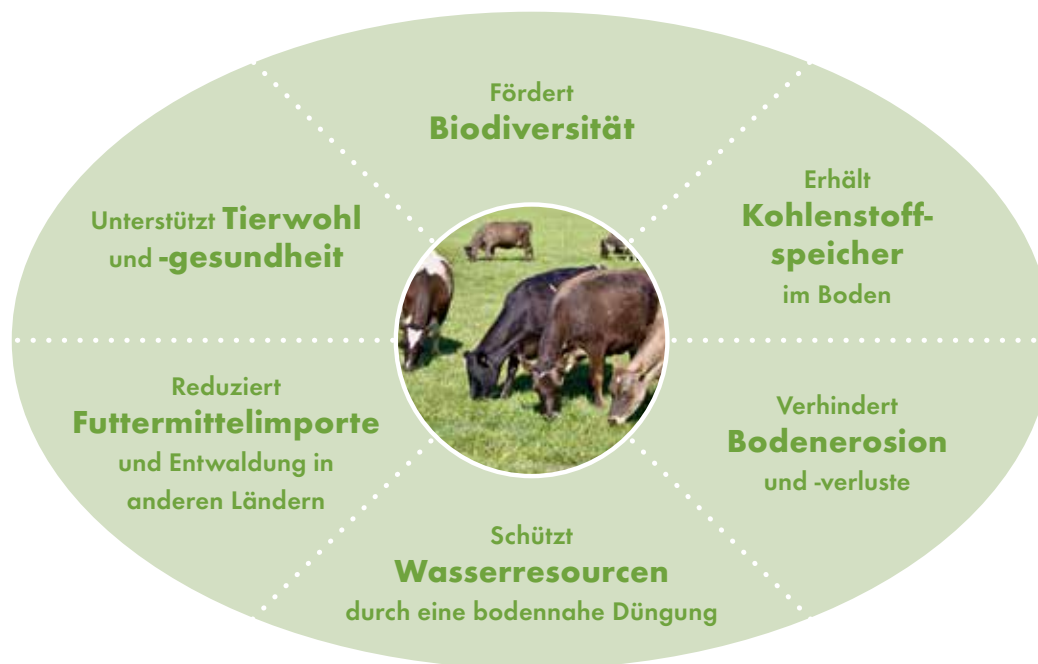 Fördert
Biodiversität
Erhält
Kohlenstoff-
speicher
im Boden
Verhindert
Bodenerosion
und -verluste
Schützt
Wasserresourcen
durch eine bodennahe Düngung
Reduziert
Futtermittelimporte
und Entwaldung in
anderen Ländern
Unterstützt Tierwohl
und -gesundheit